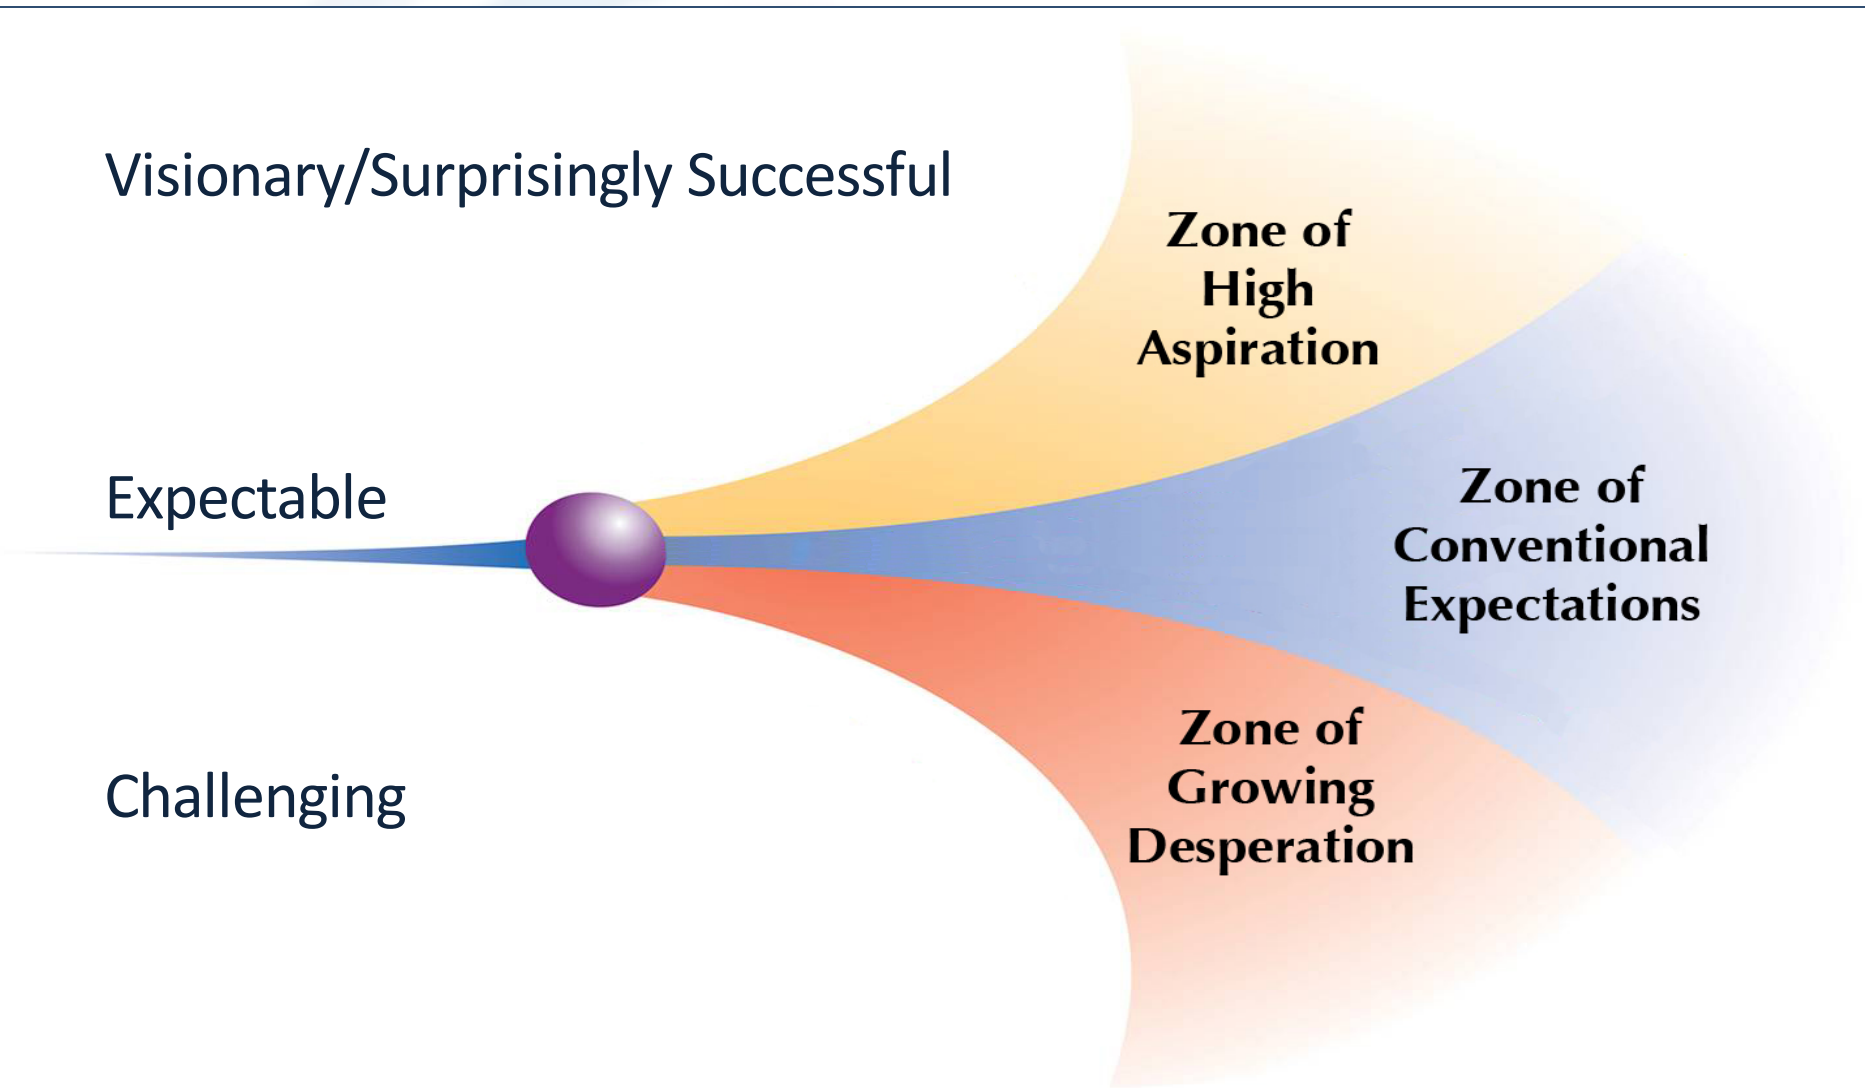 Visionary/Surprisingly Successful
Zone of
High
Aspiration
Expectable
Zone of
Conventional
Expectations
Challenging
Zone of
Growing
Desperation